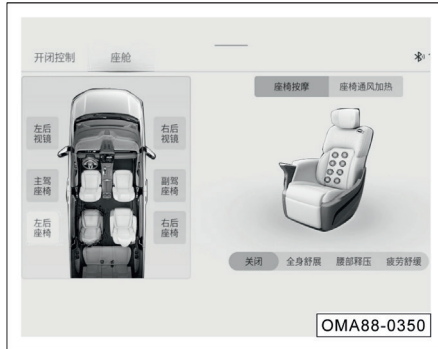 开闭控制 座舱
座椅按摩 座椅通风加热
左后
视镜
右后
视镜
主驾
座椅
副驾
座椅
左后
座椅
右后
座椅
关闭 全身舒展 腰部释压 疲劳舒缓
OMA88-0350